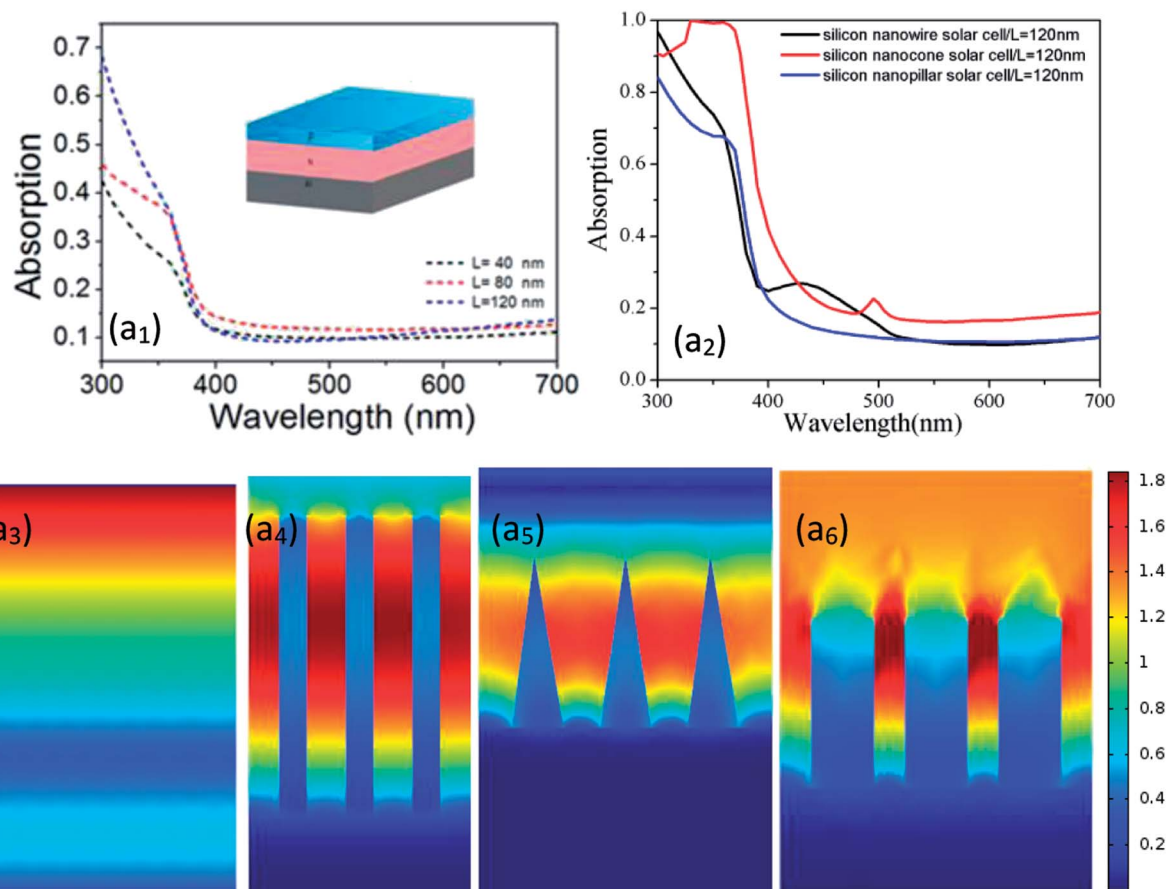 0.7
0.6
0.5
0.4
0.3
0.2
0.1
Absorption
L= 40 nm
L= 80 nm
L=120 nm
(a1)
300 400 500 600 700
Wavelength (nm)
1.0
0.8
0.6
0.4
0.2
0.0
Absorption
silicon nanowire solar cell/L=120nm
silicon nanocone solar cell/L=120nm
silicon nanopillar solar cell/L=120nm
(a2)
300 400 500 600 700
Wavelength(nm)
a3)
(a4)
(a5)
(a6)
1.8
1.6
1.4
1.2
1
0.8
0.6
0.4
0.2